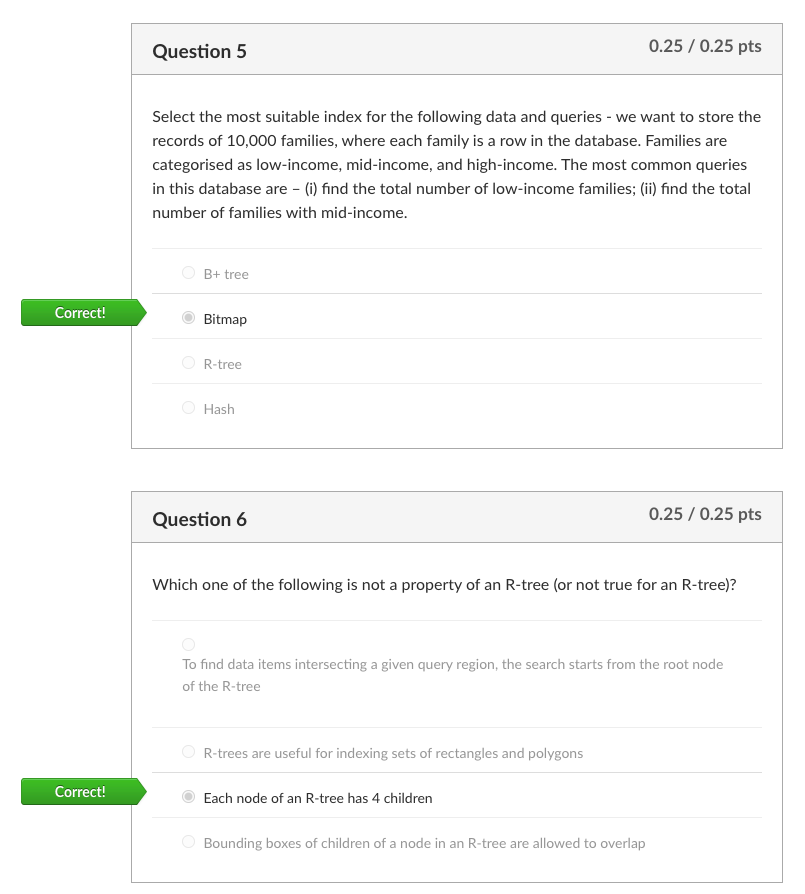 Question 5
0.25 / 0.25 pts
Select the most suitable index for the following data and queries - we want to store the
records of 10,000 families, where each family is a row in the database. Families are
categorised as low-income, mid-income, and high-income. The most common queries
in this database are – (i) find the total number of low-income families; (ii) find the total
number of families with mid-income.
B+ tree
Correct!
Bitmap
R-tree
Hash
Question 6
0.25 / 0.25 pts
Which one of the following is not a property of an R-tree (or not true for an R-tree)?
To find data items intersecting a given query region, the search starts from the root node
of the R-tree
R-trees are useful for indexing sets of rectangles and polygons
Correct!
Each node of an R-tree has 4 children
Bounding boxes of children of a node in an R-tree are allowed to overlap